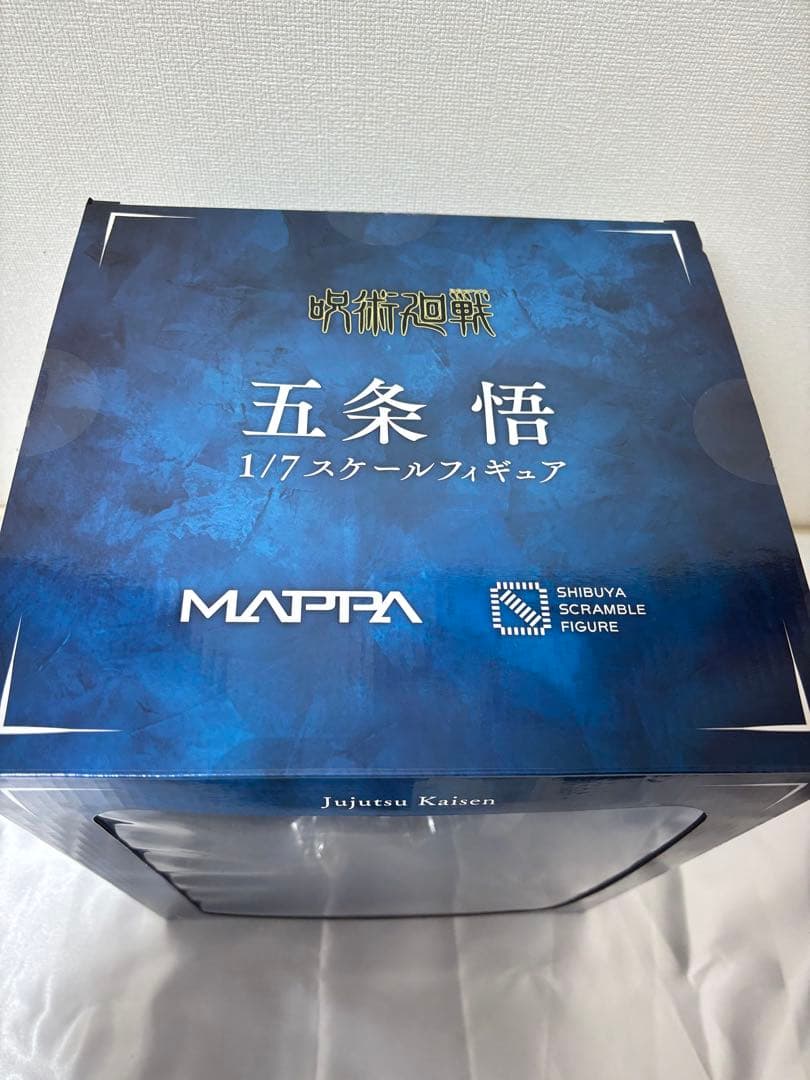 呪術廻戦
五条 悟
1/7スケールフィギュア
MAPPA
SHIBUYA
SCRAMBLE
FIGURE
Jujutsu Kaisen